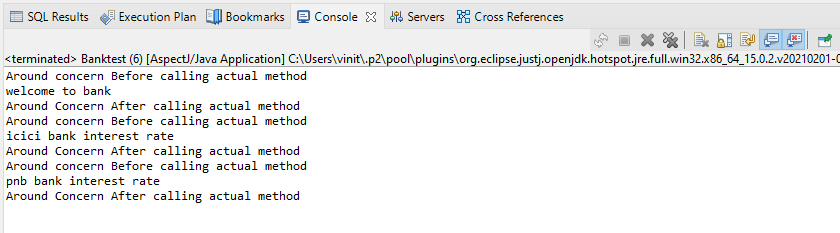 SQL Results Execution Plan Bookmarks Console Servers Cross References
<terminated> Banktest (6) [AspectJ/Java Application] C:\Users\vinit\.p2\pool\plugins\org.eclipse.justj.openjdk.hotspot.jre.full.win32.x86_64_15.0.2.v20210201-0
Around concern Before calling actual method
welcome to bank
Around Concern After calling actual method
Around concern Before calling actual method
icici bank interest rate
Around Concern After calling actual method
Around concern Before calling actual method
pnb bank interest rate
Around Concern After calling actual method